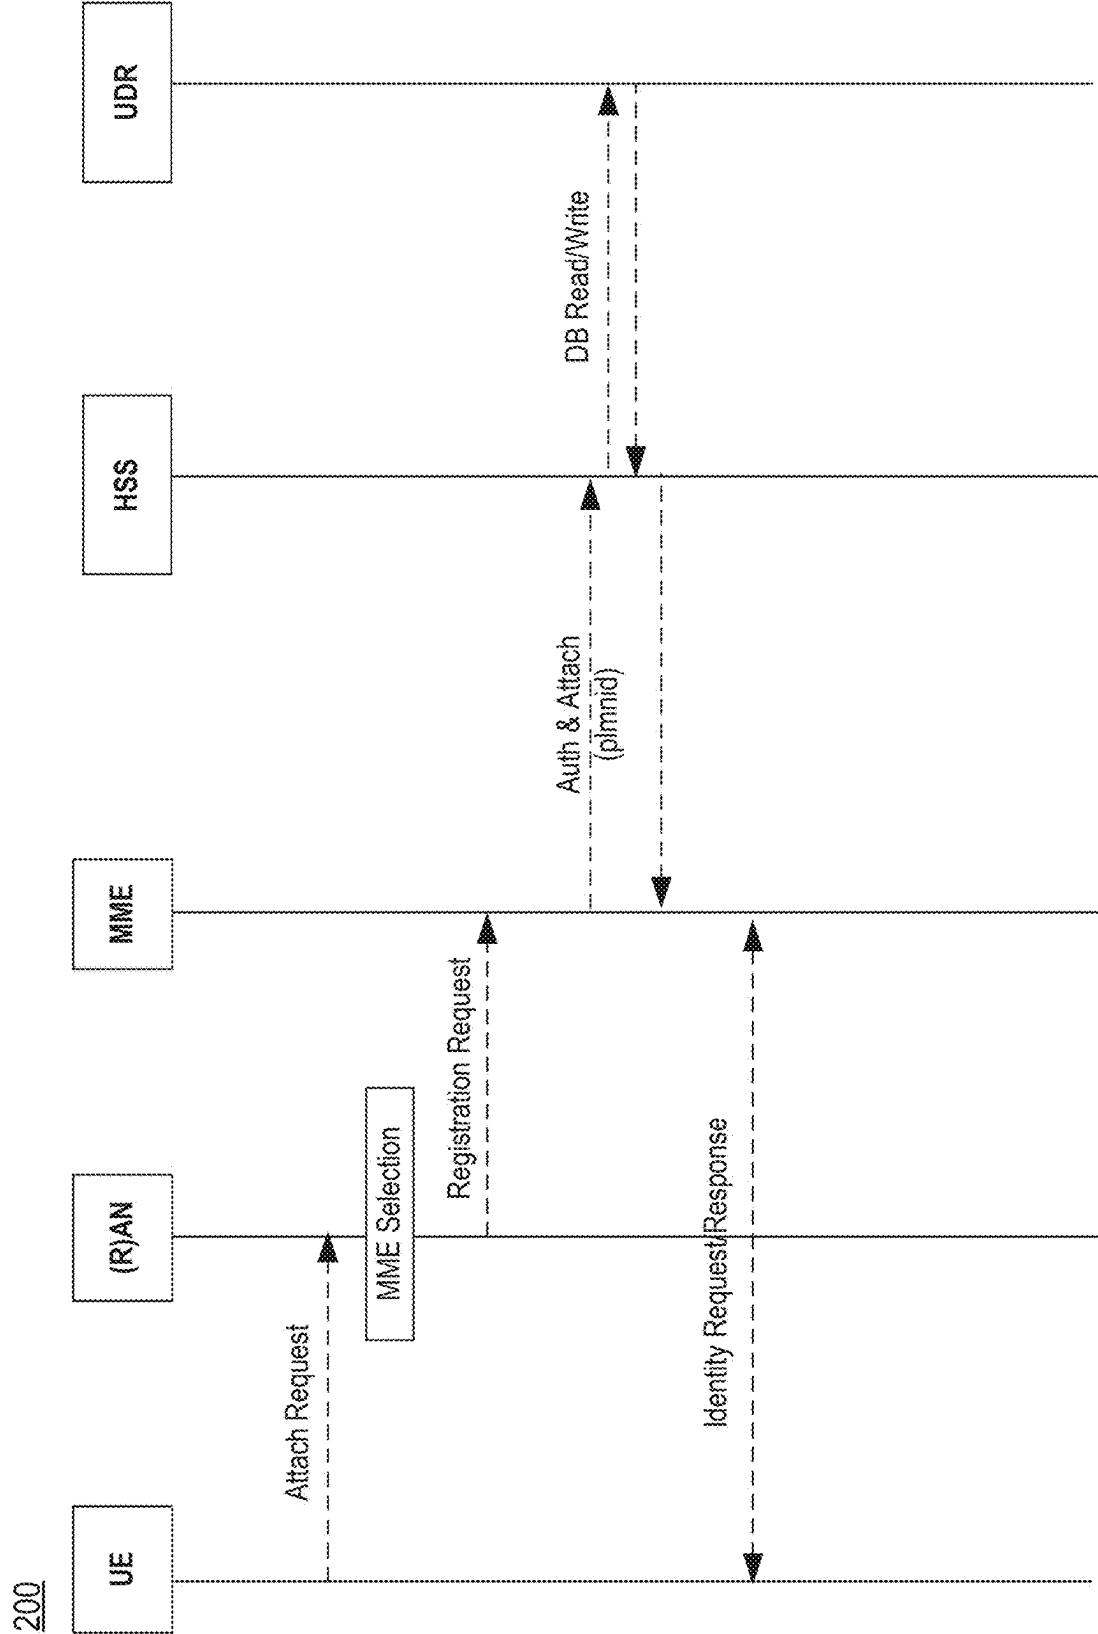 200
UE
(R)AN
MME
HSS
UDR
Attach Request
MME Selection
Registration Request
Auth & Attach
(plmnid)
DB Read/Write
Identity Request/Response